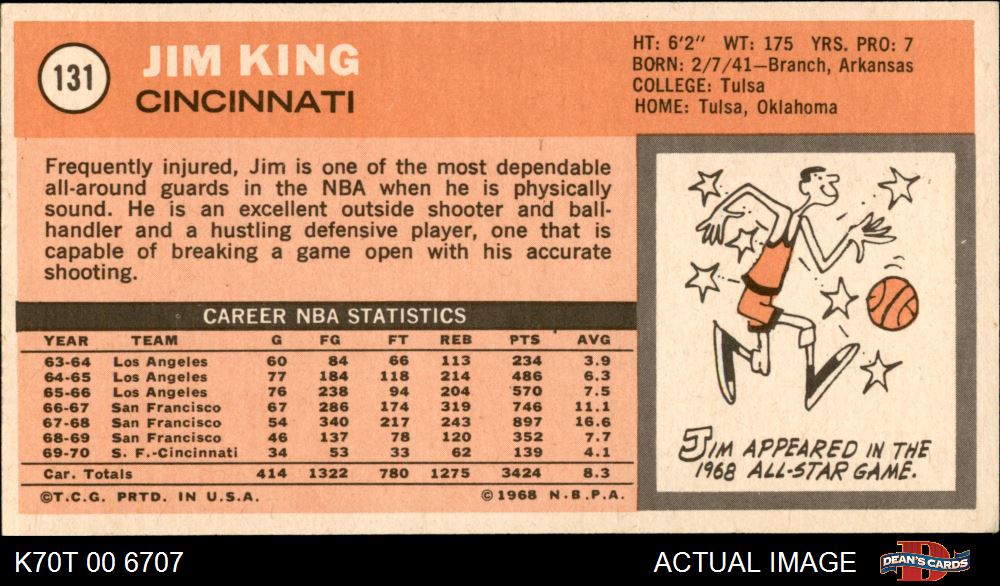 131
JIM KING
CINCINNATI
HT: 6'2" WT: 175 YRS. PRO: 7
BORN: 2/7/41—Branch, Arkansas
COLLEGE: Tulsa
HOME: Tulsa, Oklahoma
Frequently injured, Jim is one of the most dependable
all-around guards in the NBA when he is physically
sound. He is an excellent outside shooter and ball-
handler and a hustling defensive player, one that is
capable of breaking a game open with his accurate
shooting.
CAREER NBA STATISTICS
YEAR TEAM G FG FT REB PTS AVG
63-64 Los Angeles 60 84 66 113 234 3.9
64-65 Los Angeles 77 184 118 214 486 6.3
65-66 Los Angeles 76 238 94 204 570 7.5
66-67 San Francisco 67 286 174 319 746 11.1
67-68 San Francisco 54 340 217 243 897 16.6
68-69 San Francisco 46 137 78 120 352 7.7
69-70 S. F.-Cincinnati 34 53 33 62 139 4.1
Car. Totals 414 1322 780 1275 3424 8.3
©T.C.G. PRTD. IN U.S.A. ©1968 N.B.P.A.
JIM APPEARED IN THE
1968 ALL-STAR GAME.
K70T 00 6707
ACTUAL IMAGE
D
DEAN'S CARDS